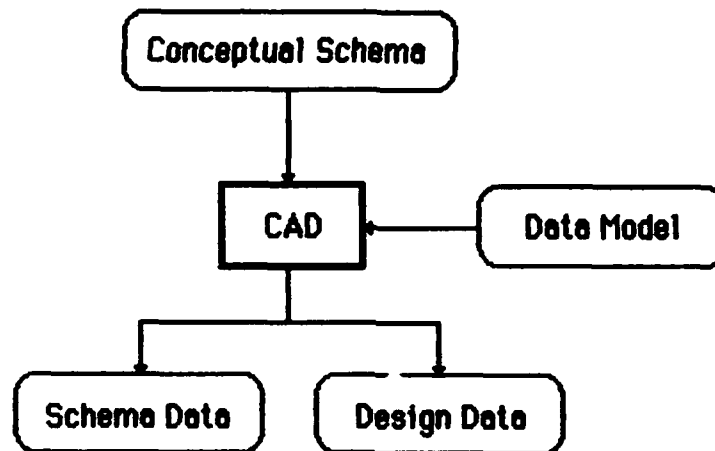 Conceptual Schema
CAD
Data Model
Schema Data
Design Data